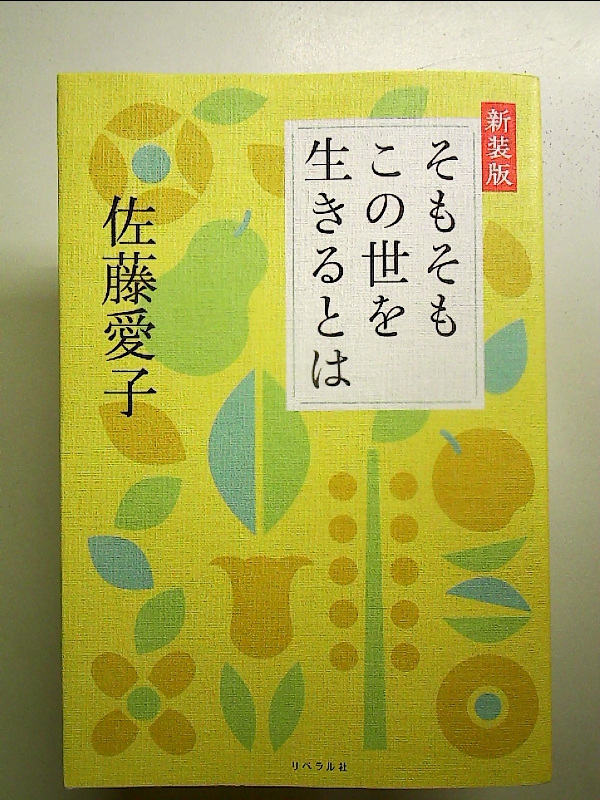 新装版
そもそも
この世を
生きるとは
佐藤愛子
リベラル社